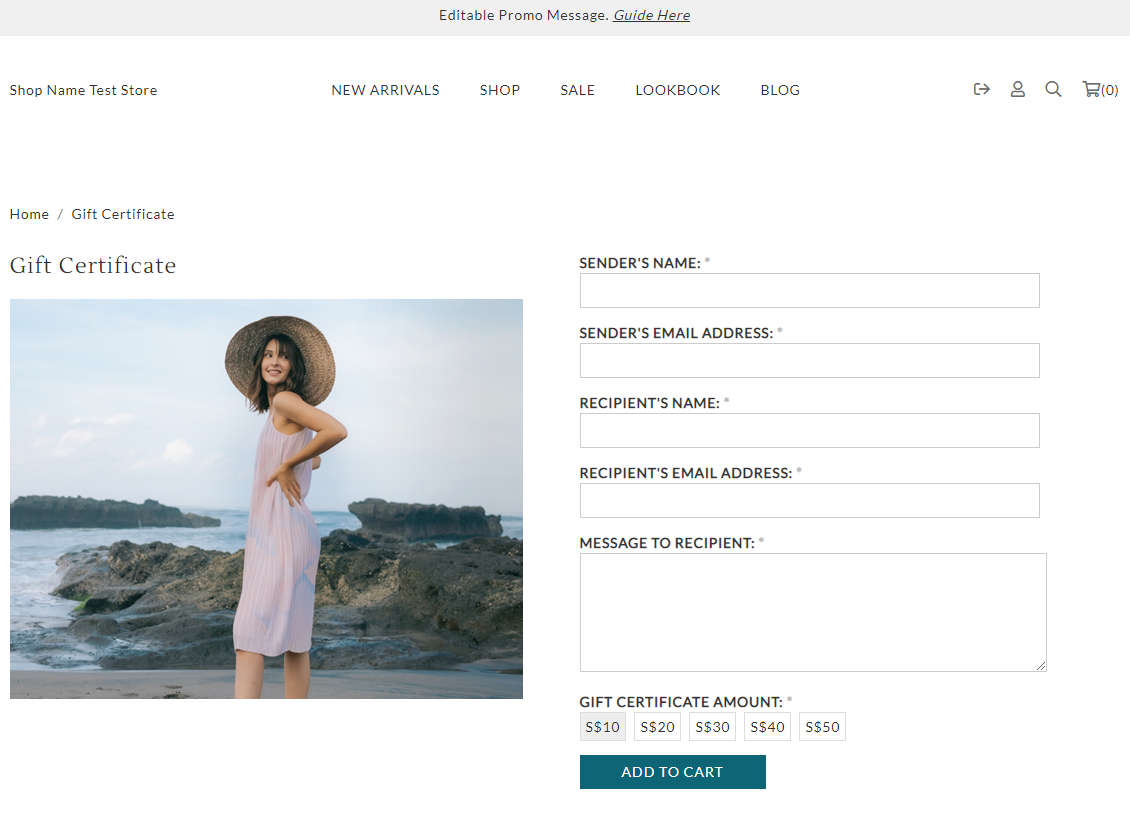 Editable Promo Message. Guide Here
Shop Name Test Store
NEW ARRIVALS SHOP SALE LOOKBOOK BLOG
(0)
Home / Gift Certificate
Gift Certificate
SENDER'S NAME: *
SENDER'S EMAIL ADDRESS: *
RECIPIENT'S NAME: *
RECIPIENT'S EMAIL ADDRESS: *
MESSAGE TO RECIPIENT: *
GIFT CERTIFICATE AMOUNT: *
S$10 S$20 S$30 S$40 S$50
ADD TO CART